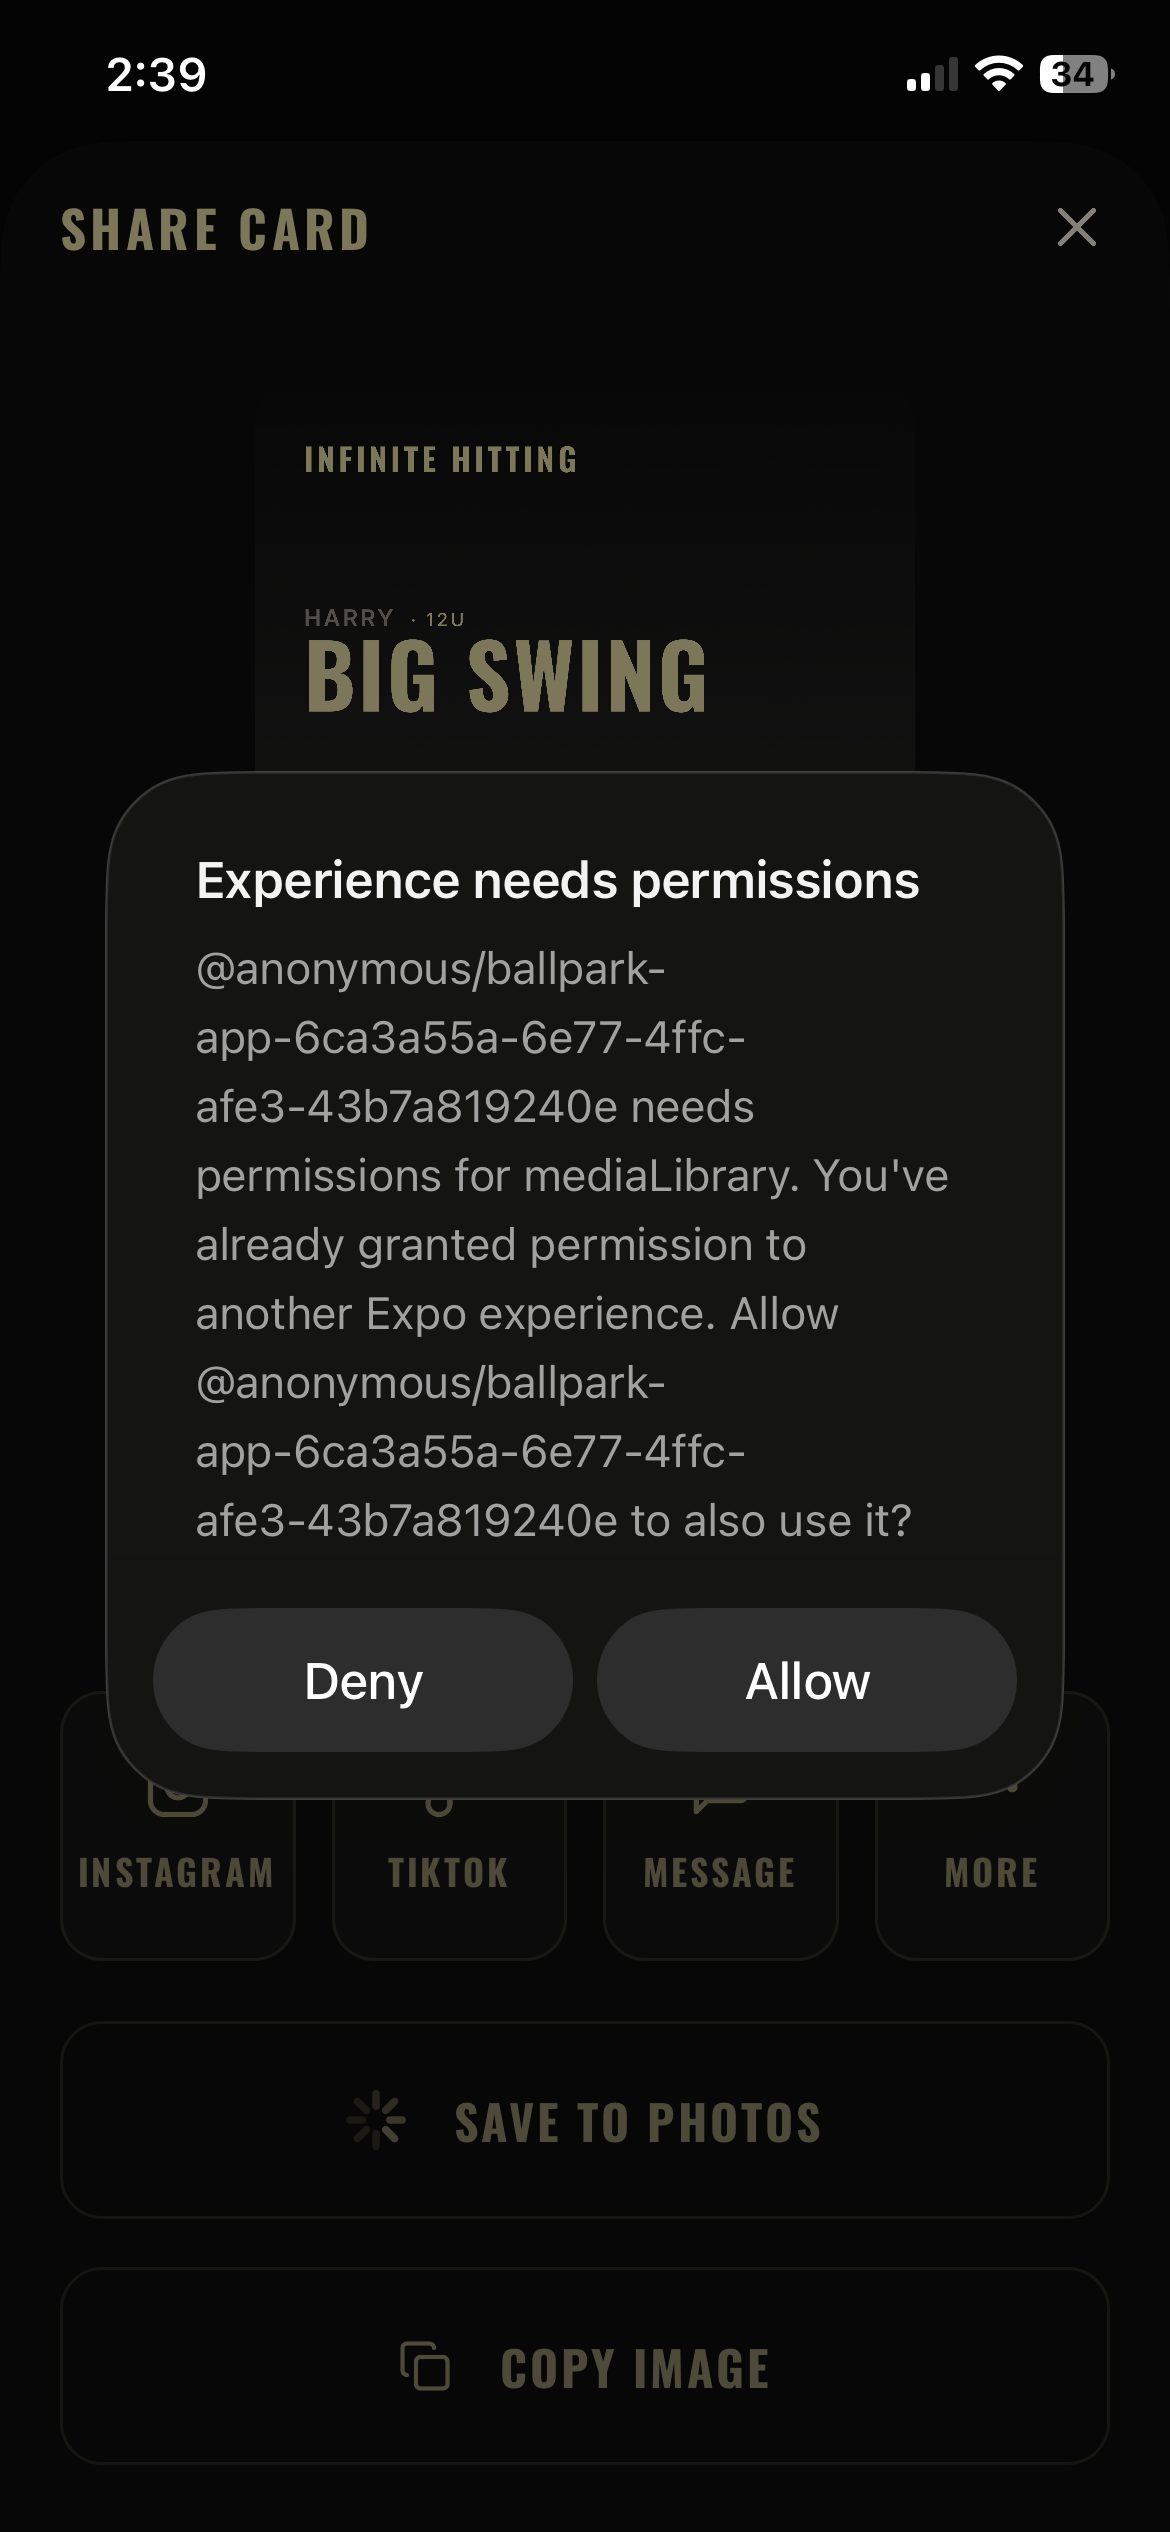 2:39
34
SHARE CARD
INFINITE HITTING
HARRY · 12U
BIG SWING
Experience needs permissions
@anonymous/ballpark-
app-6ca3a55a-6e77-4ffc-
afe3-43b7a819240e needs
permissions for mediaLibrary. You've
already granted permission to
another Expo experience. Allow
@anonymous/ballpark-
app-6ca3a55a-6e77-4ffc-
afe3-43b7a819240e to also use it?
Deny Allow
INSTAGRAM TIKTOK MESSAGE MORE
SAVE TO PHOTOS
COPY IMAGE